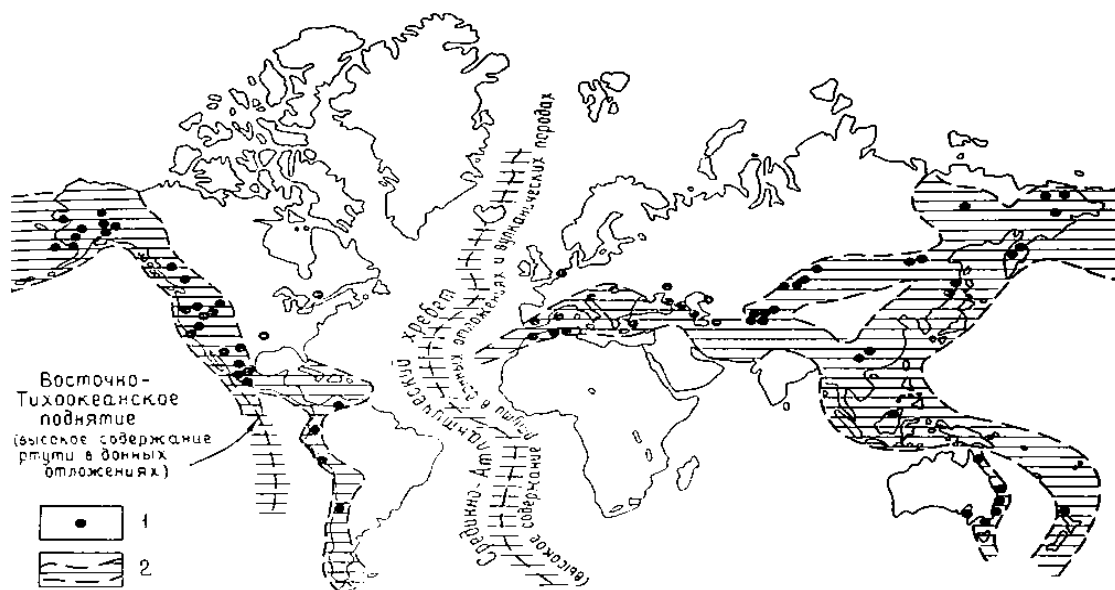 Восточно-
Тихоокеанское
поднятие
(высокое содержание
ртути в донных
отложениях)
1
2
Срединно-Атлантический хребет
(высокое содержание ртути в донных отложениях и вулканических породах